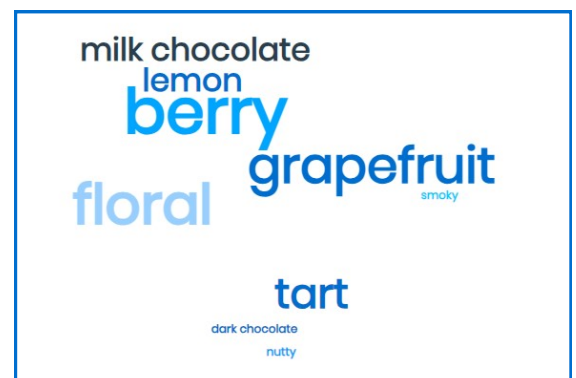 milk chocolate
lemon
berry
grapefruit
floral
smoky
tart
dark chocolate
nutty